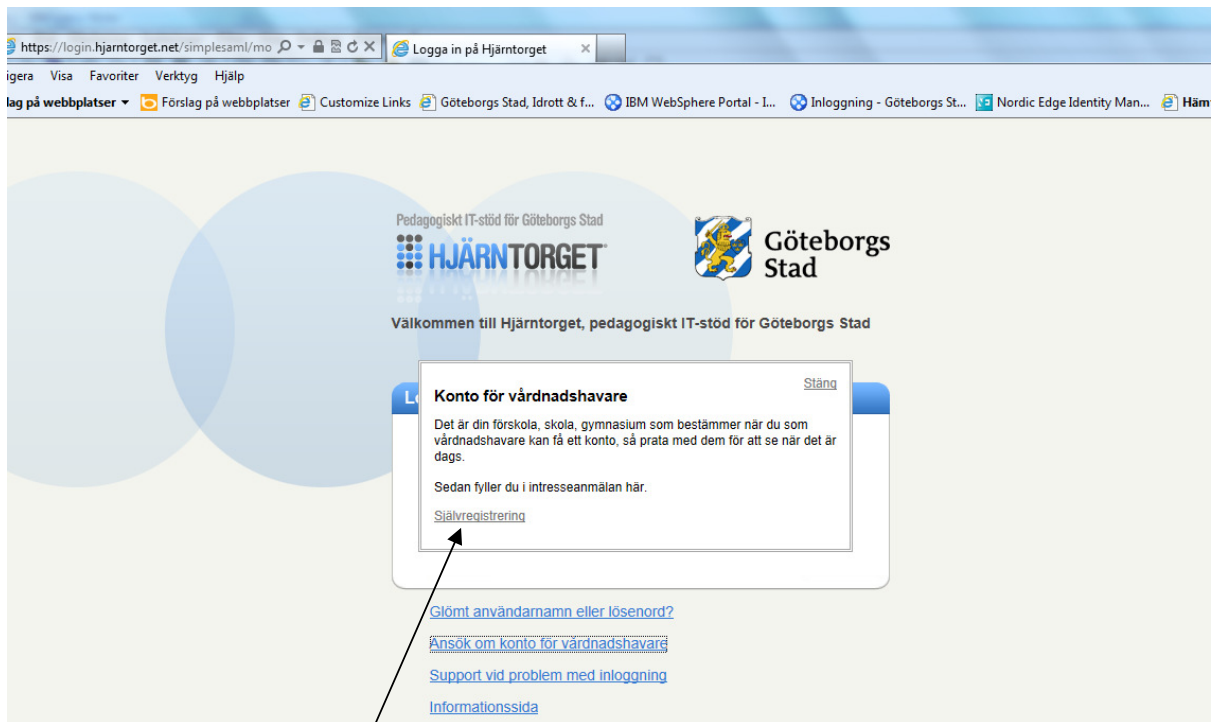 https://login.hjarntorget.net/simplesaml/mo
Logga in på Hjärntorget
igera Visa Favoriter Verktyg Hjälp
lag på webbplatser Förslag på webbplatser Customize Links Göteborgs Stad, Idrott & f... IBM WebSphere Portal - I... Inloggning - Göteborgs St... Nordic Edge Identity Man... Häm
Pedagogiskt IT-stöd för Göteborgs Stad
HJÄRNTORGET
Göteborgs
Stad
Välkommen till Hjärntorget, pedagogiskt IT-stöd för Göteborgs Stad
Stäng
Konto för vårdnadshavare
Det är din förskola, skola, gymnasium som bestämmer när du som
vårdnadshavare kan få ett konto, så prata med dem för att se när det är
dags.
Sedan fyller du i intresseanmälan här.
Självregistrering
Glömt användarnamn eller lösenord?
Ansök om konto för vårdnadshavare
Support vid problem med inloggning
Informationssida